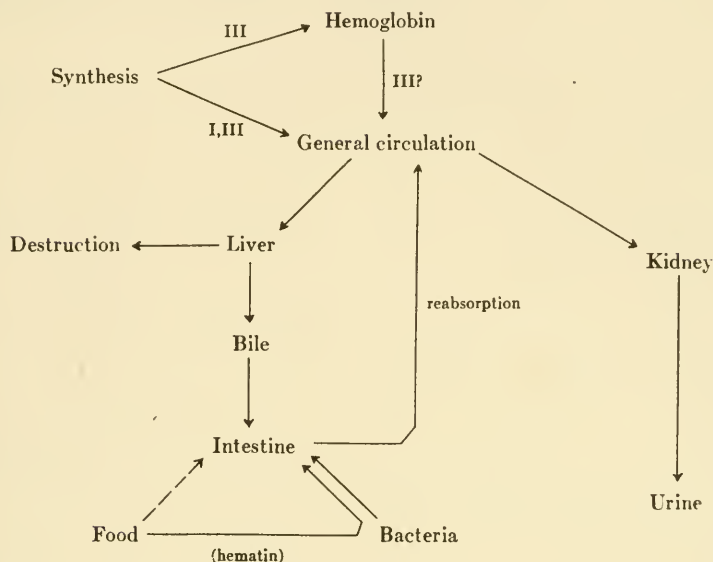 Hemoglobin
III
Synthesis
III?
I,III
General circulation
Destruction
Liver
Kidney
reabsorption
Bile
Intestine
Urine
Food
Bacteria
(hematin)